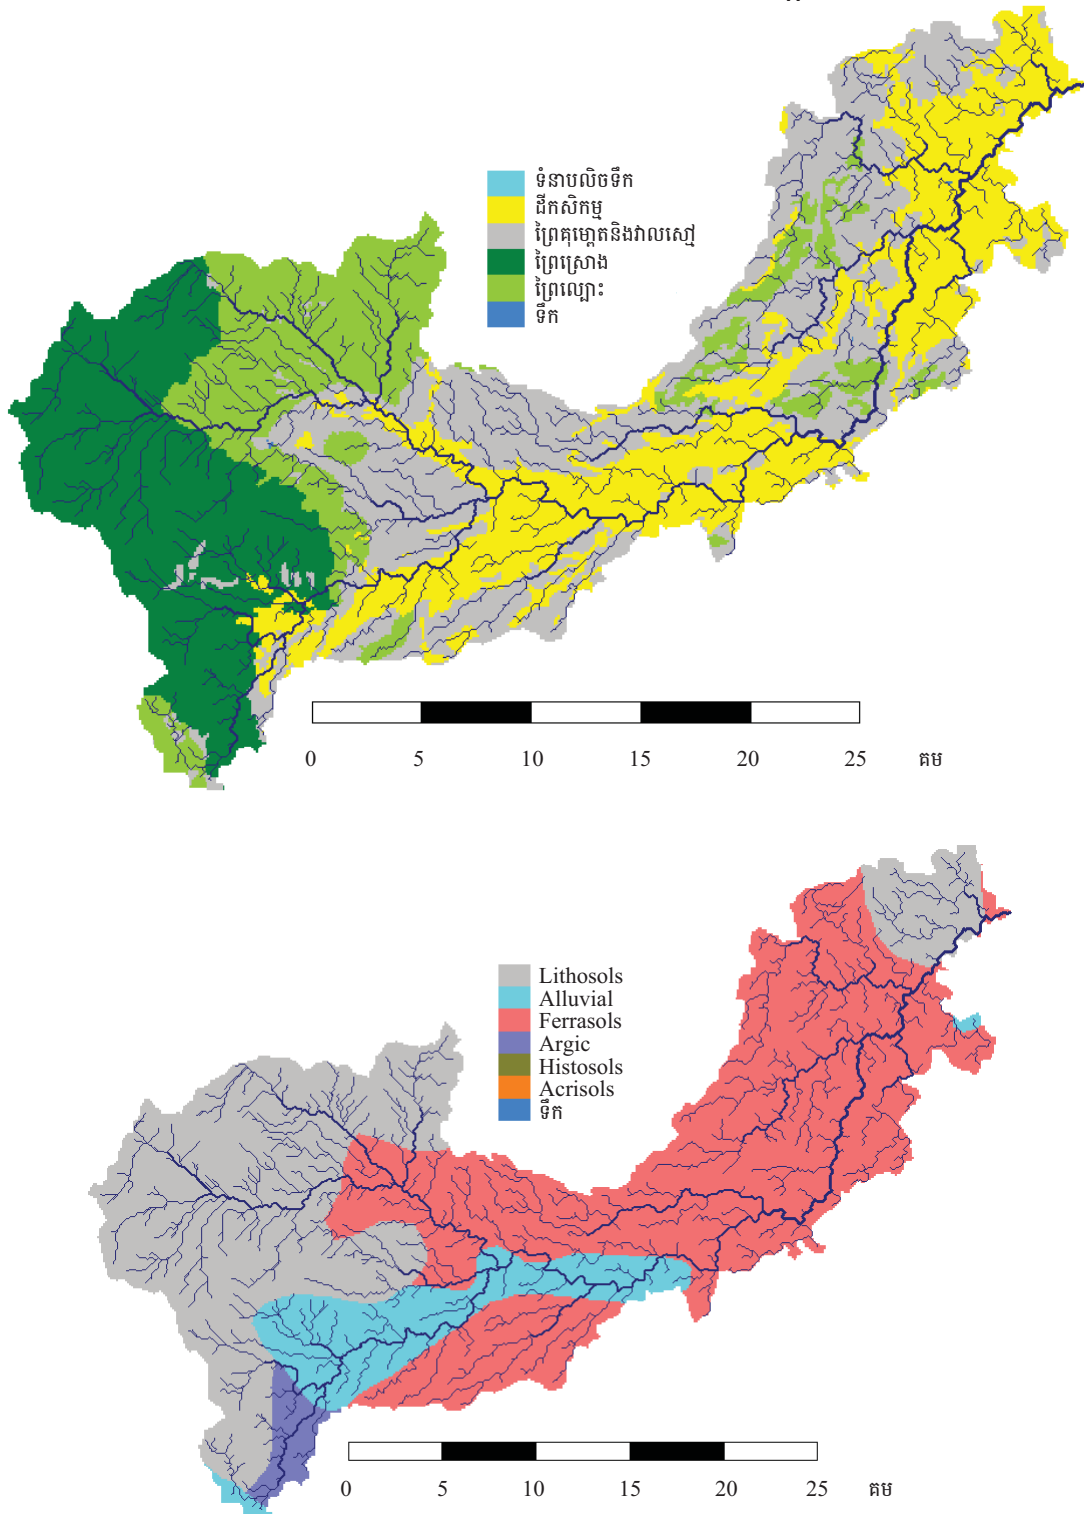 ទំនាបលិចទឹក
ដីកសិកម្ម
ព្រៃគុម្ពោតនិងវាលស្មៅ
ព្រៃស្រោង
ព្រៃល្បោះ
ទឹក
0 5 10 15 20 25 គម
Lithosols
Alluvial
Ferrasols
Argic
Histosols
Acrisols
ទឹក
0 5 10 15 20 25 គម